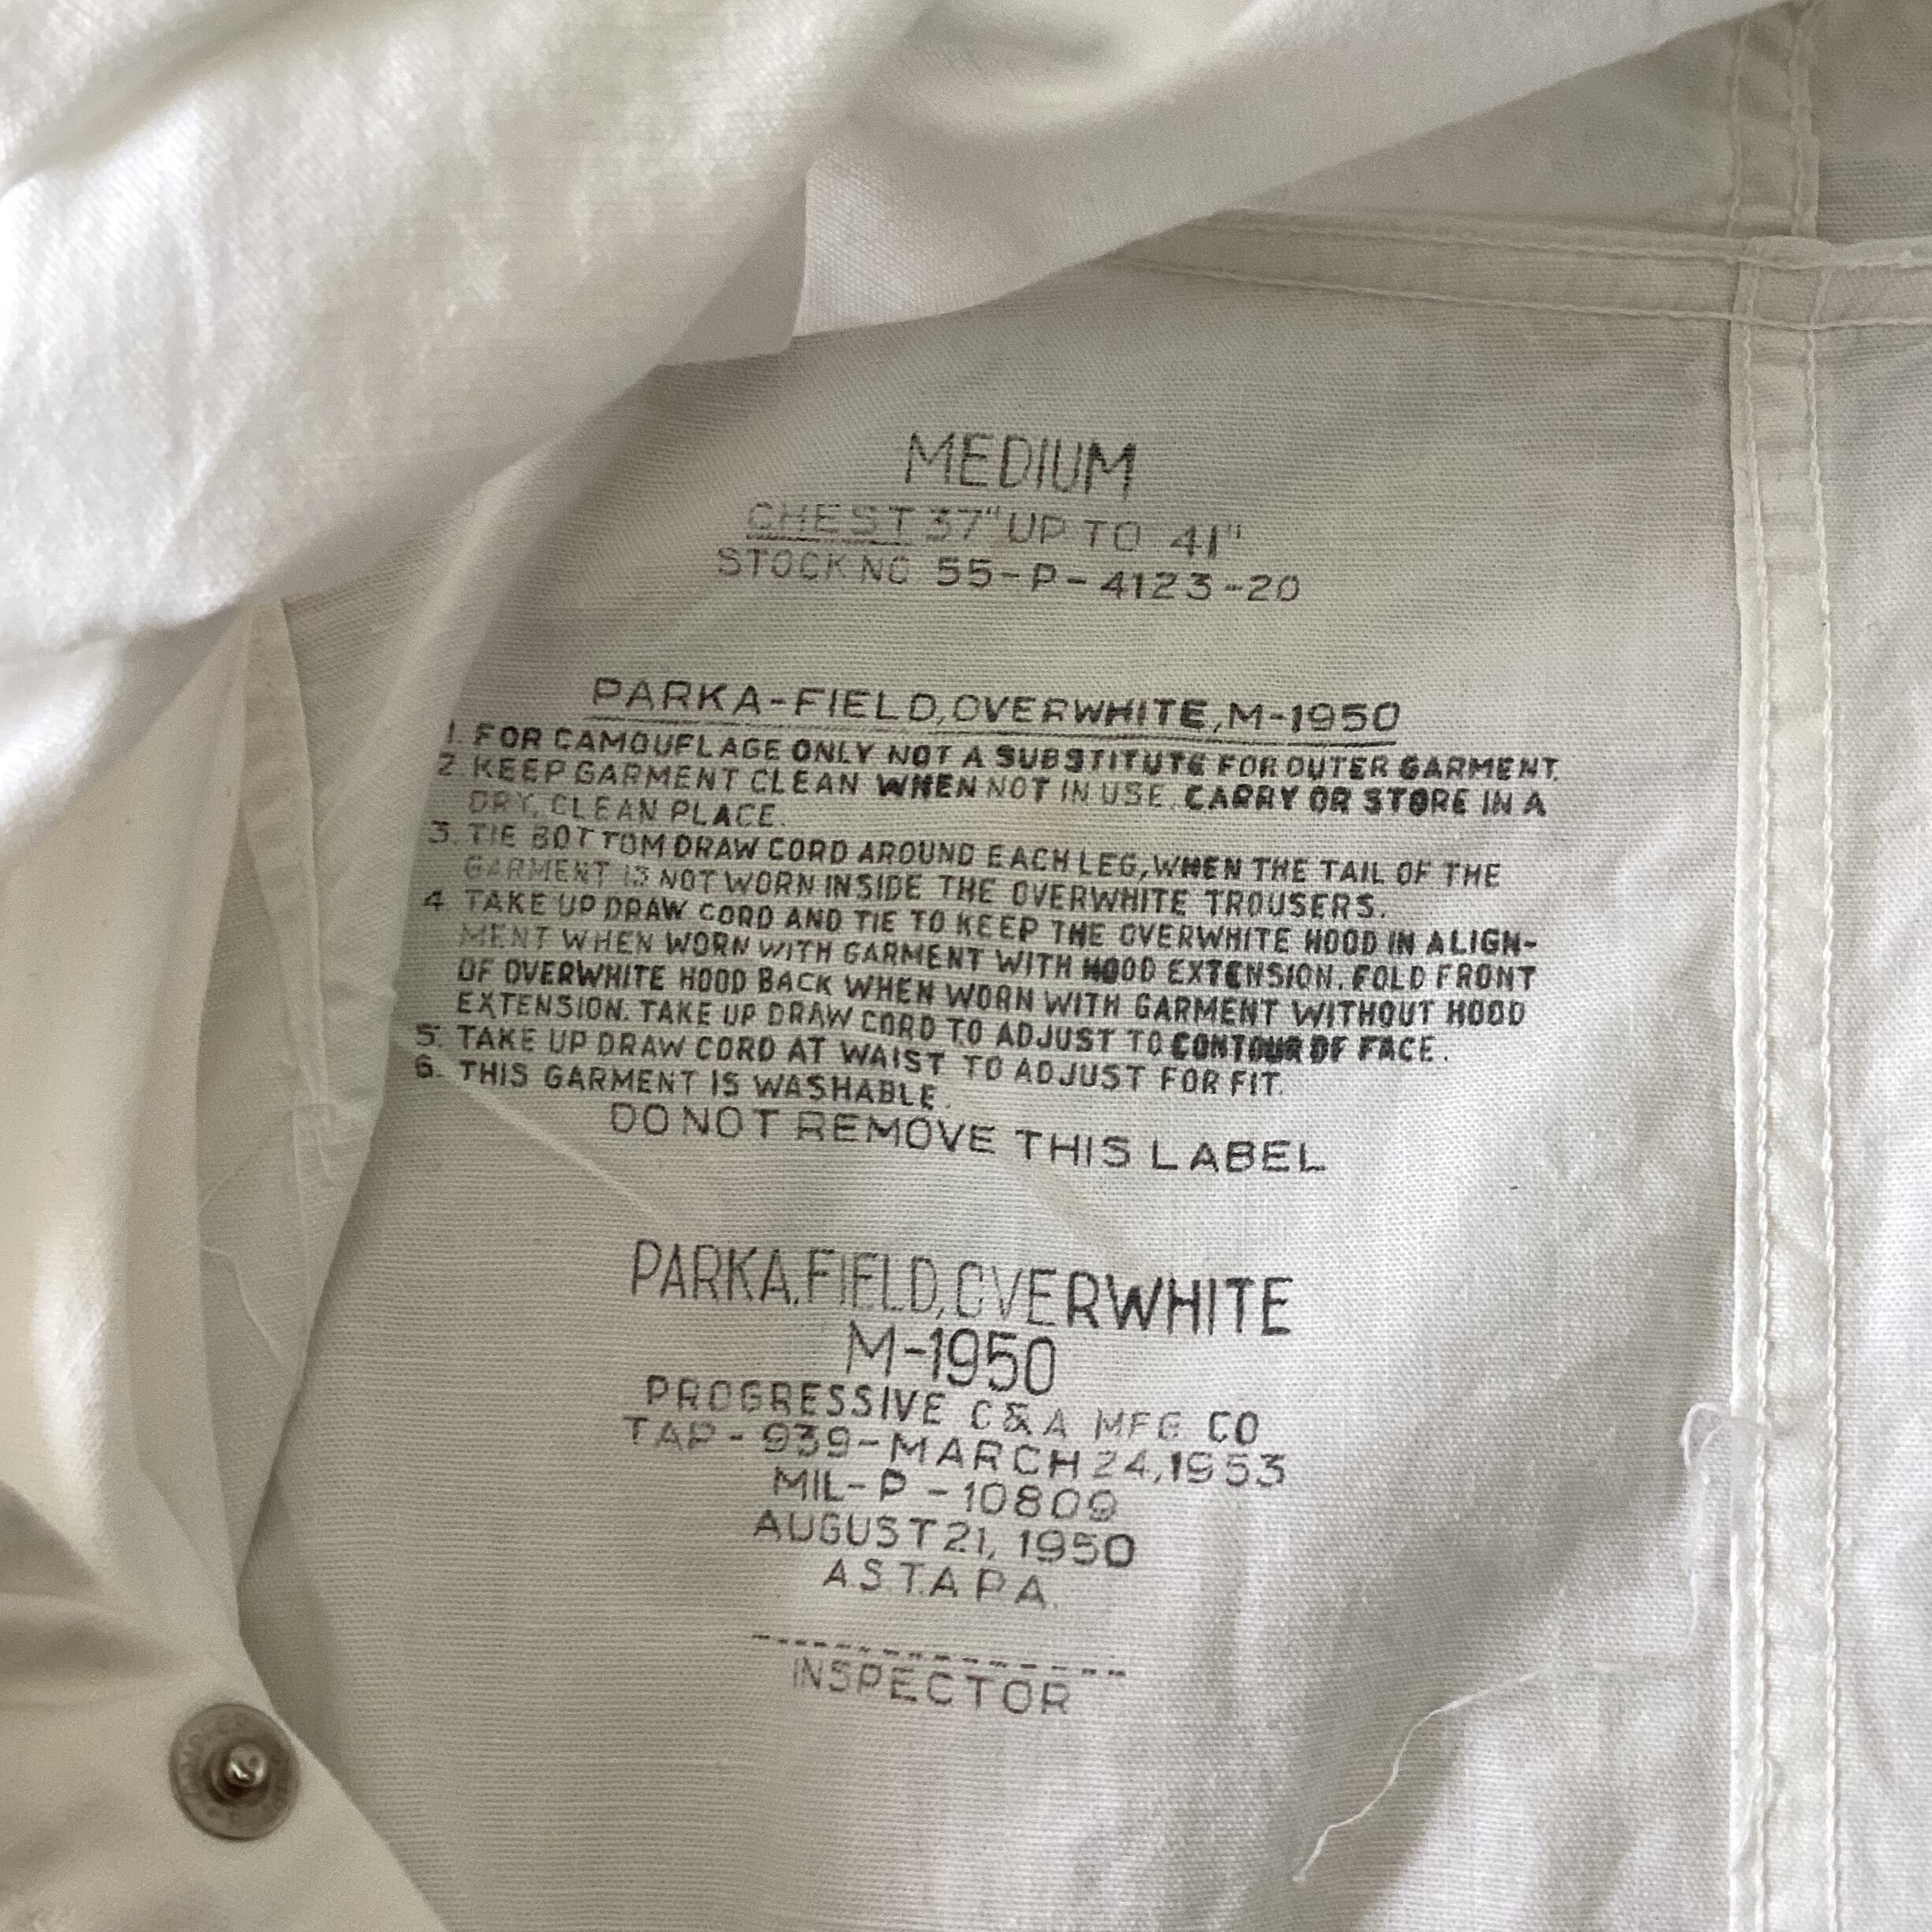 MEDIUM
CHEST 37" UP TO 41"
STOCK NO 55-P-4123-20
PARKA-FIELD, OVERWHITE, M-1950
1. FOR CAMOUFLAGE ONLY NOT A SUBSTITUTE FOR OUTER GARMENT.
2. KEEP GARMENT CLEAN WHEN NOT IN USE. CARRY OR STORE IN A
DRY, CLEAN PLACE.
3. TIE BOTTOM DRAW CORD AROUND EACH LEG, WHEN THE TAIL OF THE
GARMENT IS NOT WORN INSIDE THE OVERWHITE TROUSERS.
4. TAKE UP DRAW CORD AND TIE TO KEEP THE OVERWHITE HOOD IN ALIGN-
MENT WHEN WORN WITH GARMENT WITH HOOD EXTENSION. FOLD FRONT
OF OVERWHITE HOOD BACK WHEN WORN WITH GARMENT WITHOUT HOOD
EXTENSION. TAKE UP DRAW CORD TO ADJUST TO CONTOUR OF FACE.
5. TAKE UP DRAW CORD AT WAIST TO ADJUST FOR FIT.
6. THIS GARMENT IS WASHABLE.
DO NOT REMOVE THIS LABEL
PARKA, FIELD, OVERWHITE
M-1950
PROGRESSIVE C & A MFG CO
TAP-939-MARCH 24, 1953
MIL-P-10809
AUGUST 21, 1950
A S.T.A P A.
INSPECTOR